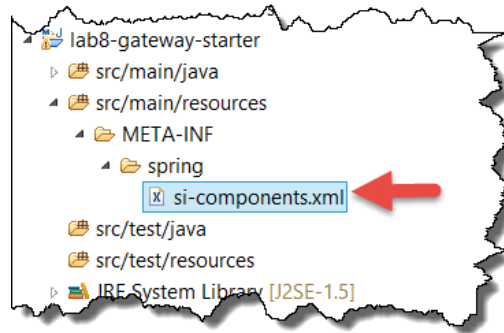 lab8-gateway-starter
src/main/java
src/main/resources
META-INF
spring
si-components.xml
src/test/java
src/test/resources
JRE System Library [J2SE-1.5]